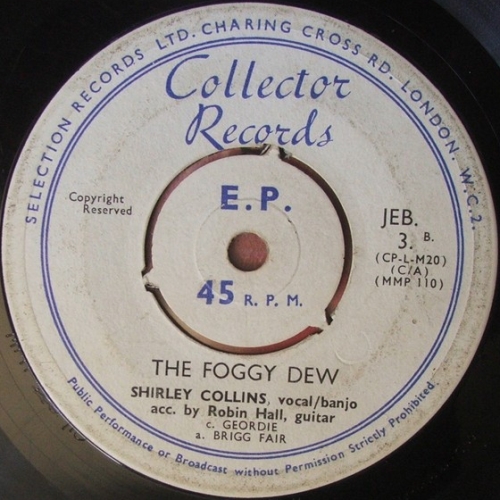 SELECTION RECORDS LTD. CHARING CROSS RD. LONDON. W.C.2.
Collector
Records
E.P.
Copyright
Reserved
JEB.
3. B.
(CP-L-M20)
(C/A)
(MMP 110)
45 R.P.M.
THE FOGGY DEW
SHIRLEY COLLINS, vocal/banjo
acc. by Robin Hall, guitar
c. GEORDIE
a. BRIGG FAIR
Public Performance or Broadcast without Permission Strictly Prohibited.